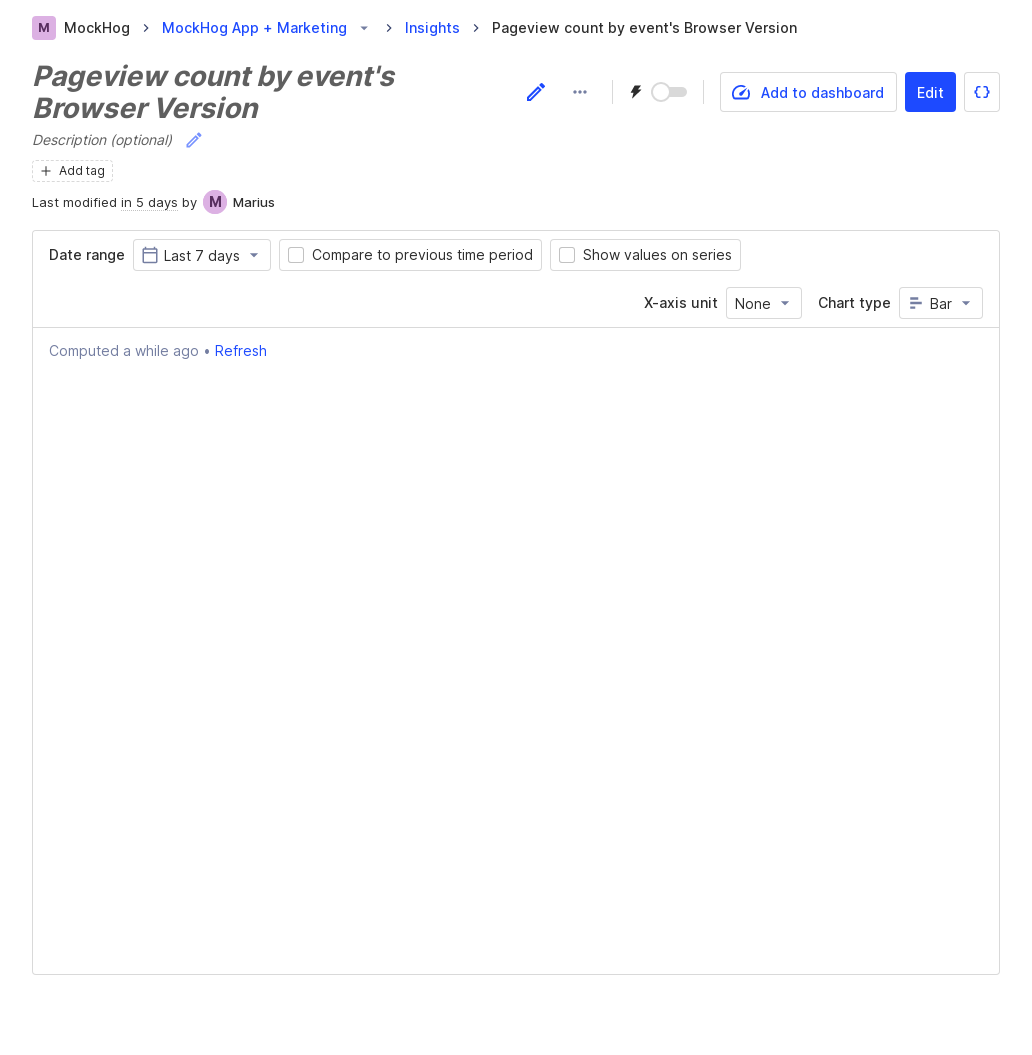 M MockHog MockHog App + Marketing Insights Pageview count by event's Browser Version
Pageview count by event's
Browser Version
Add to dashboard Edit {}
Description (optional)
Add tag
Last modified in 5 days by M Marius
Date range Last 7 days Compare to previous time period Show values on series
X-axis unit None Chart type Bar
Computed a while ago • Refresh